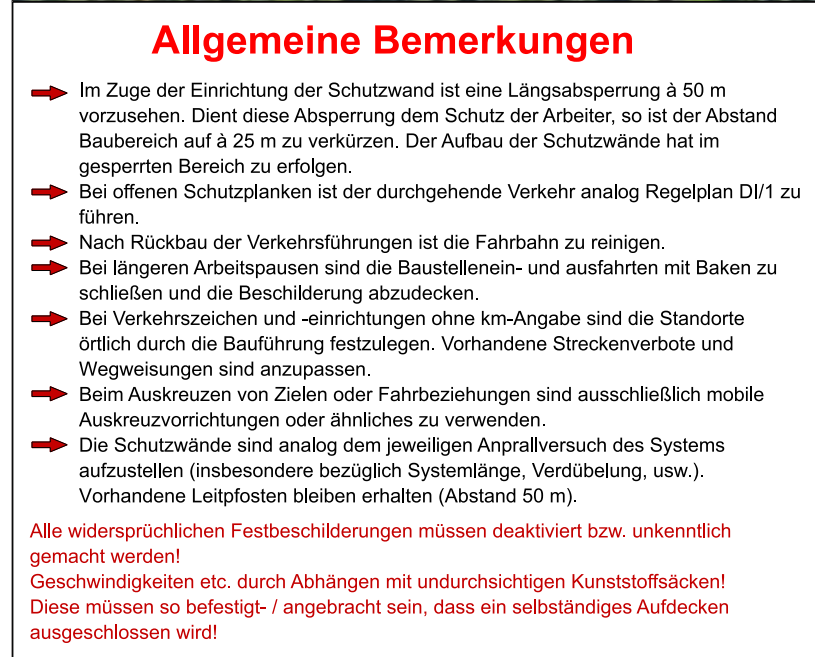 Allgemeine Bemerkungen
Im Zuge der Einrichtung der Schutzwand ist eine Längsabsperrung à 50 m
vorzusehen. Dient diese Absperrung dem Schutz der Arbeiter, so ist der Abstand
Baubereich auf à 25 m zu verkürzen. Der Aufbau der Schutzwände hat im
gesperrten Bereich zu erfolgen.
Bei offenen Schutzplanken ist der durchgehende Verkehr analog Regelplan DI/1 zu
führen.
Nach Rückbau der Verkehrsführungen ist die Fahrbahn zu reinigen.
Bei längeren Arbeitspausen sind die Baustellenein- und ausfahrten mit Baken zu
schließen und die Beschilderung abzudecken.
Bei Verkehrszeichen und -einrichtungen ohne km-Angabe sind die Standorte
örtlich durch die Bauführung festzulegen. Vorhandene Streckenverbote und
Wegweisungen sind anzupassen.
Beim Auskreuzen von Zielen oder Fahrbeziehungen sind ausschließlich mobile
Auskreuzvorrichtungen oder ähnliches zu verwenden.
Die Schutzwände sind analog dem jeweiligen Anprallversuch des Systems
aufzustellen (insbesondere bezüglich Systemlänge, Verdübelung, usw.).
Vorhandene Leitpfosten bleiben erhalten (Abstand 50 m).
Alle widersprüchlichen Festbeschilderungen müssen deaktiviert bzw. unkenntlich
gemacht werden!
Geschwindigkeiten etc. durch Abhängen mit undurchsichtigen Kunststoffsäcken!
Diese müssen so befestigt- / angebracht sein, dass ein selbständiges Aufdecken
ausgeschlossen wird!